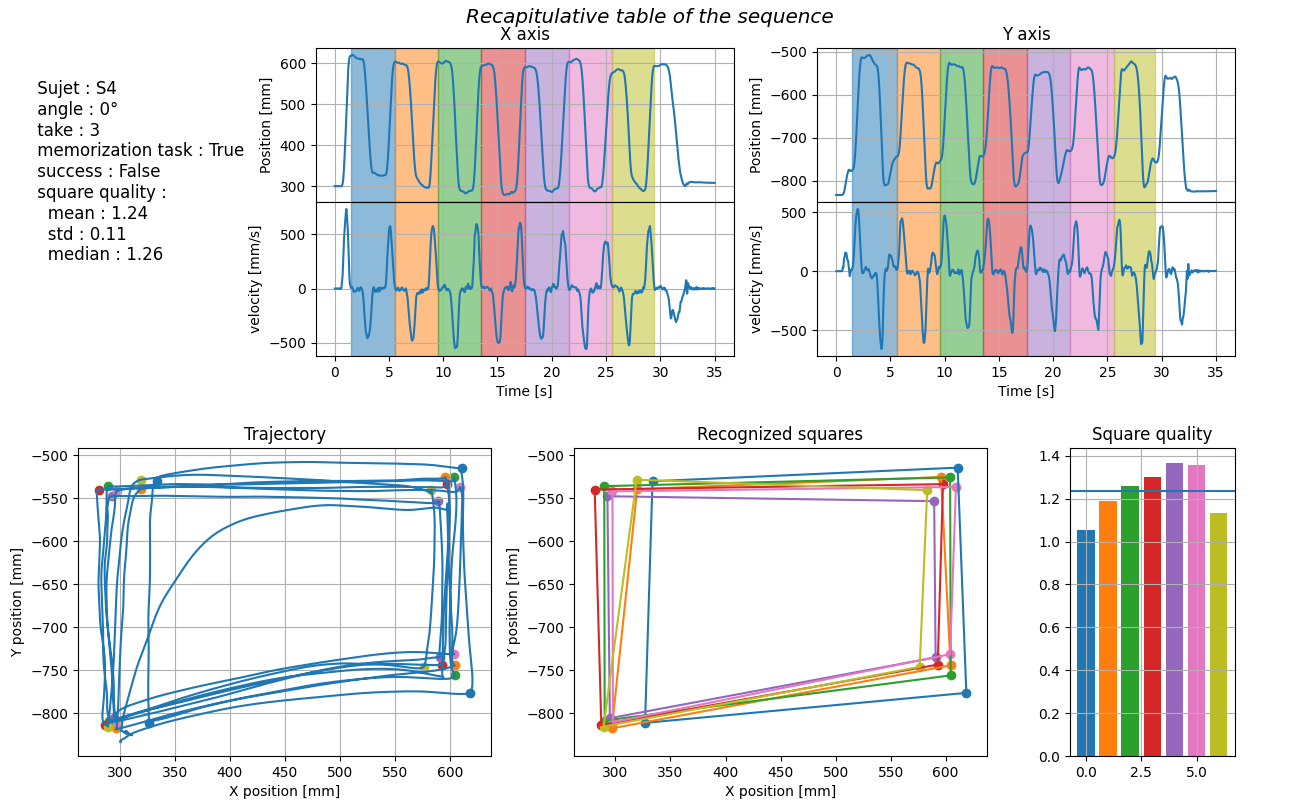 Recapitulative table of the sequence
Sujet : S4
angle : 0°
take : 3
memorization task : True
success : False
square quality :
mean : 1.24
std : 0.11
median : 1.26
X axis
Position [mm]
600
500
400
300
velocity [mm/s]
500
0
−500
0 5 10 15 20 25 30 35
Time [s]
Y axis
Position [mm]
−500
−600
−700
−800
velocity [mm/s]
500
0
−500
0 5 10 15 20 25 30 35
Time [s]
Trajectory
Y position [mm]
−500
−550
−600
−650
−700
−750
−800
300 350 400 450 500 550 600
X position [mm]
Recognized squares
Y position [mm]
−500
−550
−600
−650
−700
−750
−800
300 350 400 450 500 550 600
X position [mm]
Square quality
1.4
1.2
1.0
0.8
0.6
0.4
0.2
0.0
0.0 2.5 5.0